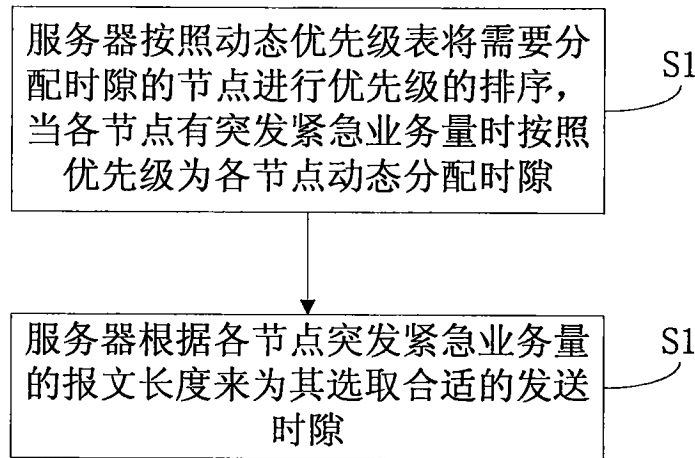 服务器按照动态优先级表将需要分
配时隙的节点进行优先级的排序，
当各节点有突发紧急业务量时按照
优先级为各节点动态分配时隙
S1
服务器根据各节点突发紧急业务量
的报文长度来为其选取合适的发送
时隙
S1